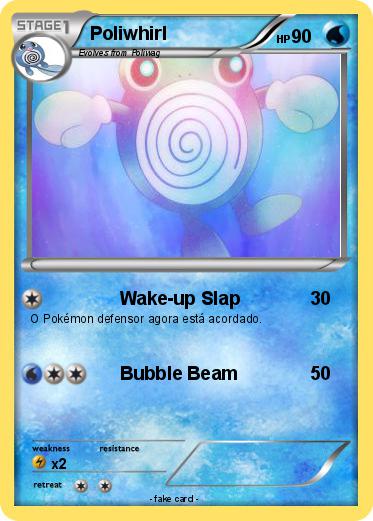 STAGE1
Poliwhirl
HP90
Evolves from Poliwag
Wake-up Slap 30
O Pokémon defensor agora está acordado.
Bubble Beam 50
weakness resistance
x2
retreat
- fake card -